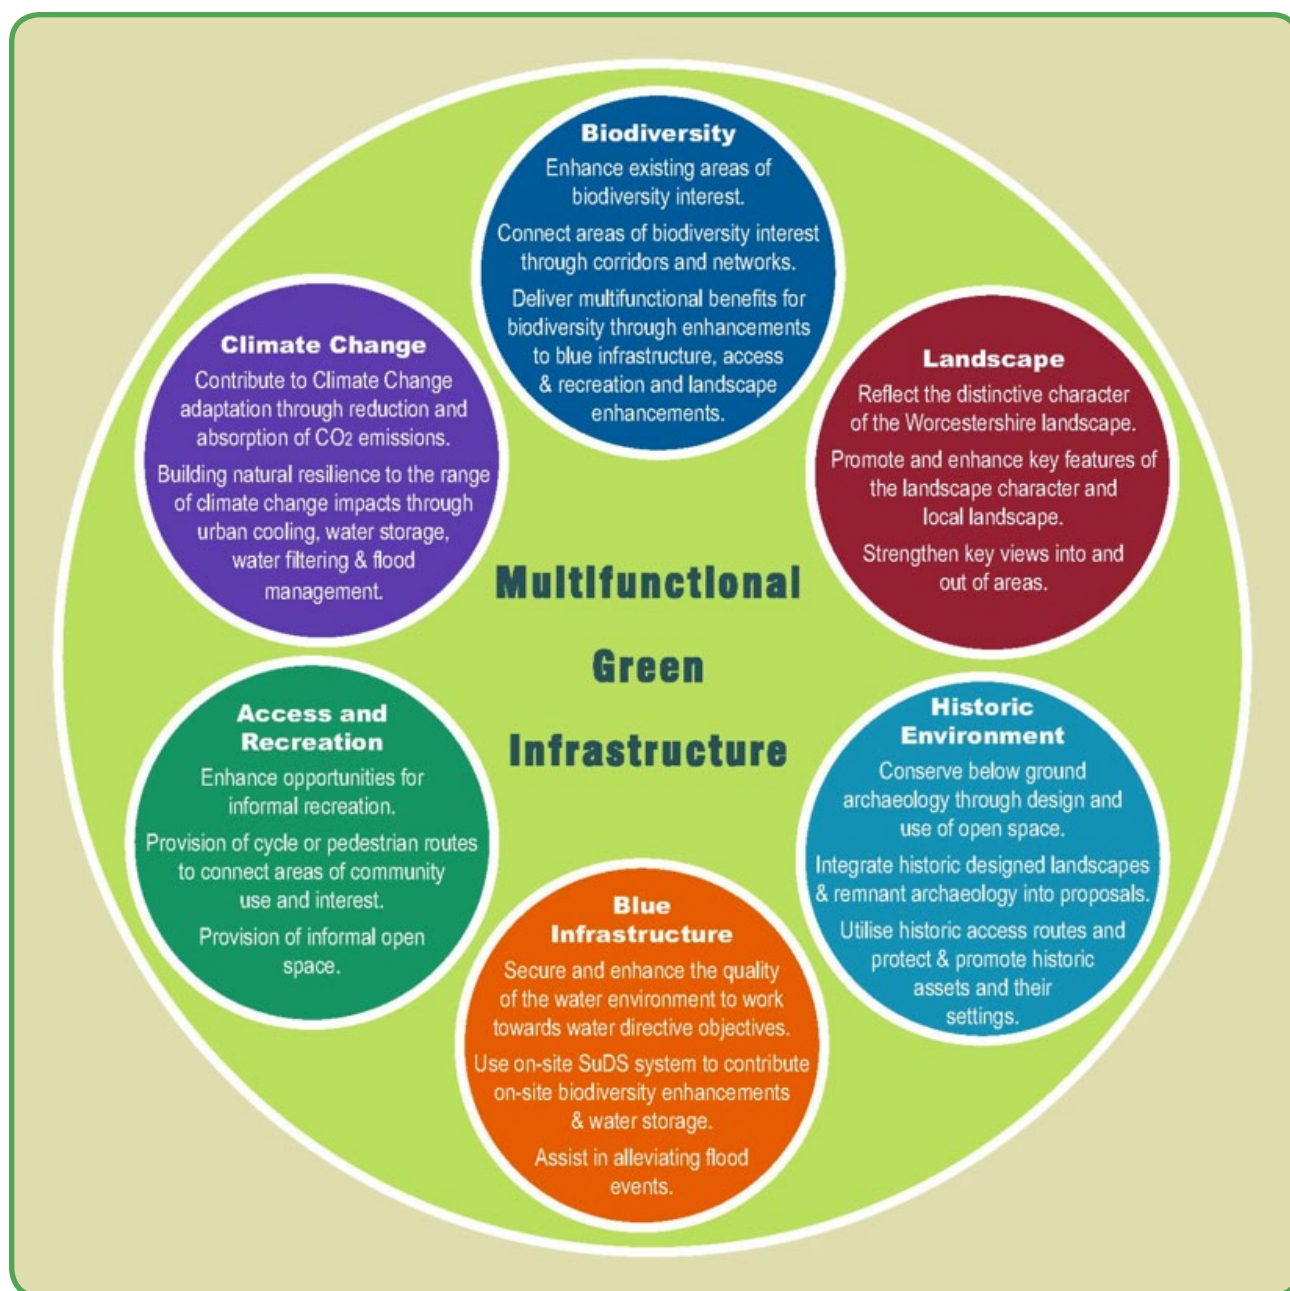 Biodiversity
Enhance existing areas of
biodiversity interest.
Connect areas of biodiversity interest
through corridors and networks.
Deliver multifunctional benefits for
biodiversity through enhancements
to blue infrastructure, access
& recreation and landscape
enhancements.
Landscape
Reflect the distinctive character
of the Worcestershire landscape.
Promote and enhance key features of
the landscape character and
local landscape.
Strengthen key views into and
out of areas.
Historic
Environment
Conserve below ground
archaeology through design and
use of open space.
Integrate historic designed landscapes
& remnant archaeology into proposals.
Utilise historic access routes and
protect & promote historic
assets and their
settings.
Blue
Infrastructure
Secure and enhance the quality
of the water environment to work
towards water directive objectives.
Use on-site SuDS system to contribute
on-site biodiversity enhancements
& water storage.
Assist in alleviating flood
events.
Access and
Recreation
Enhance opportunities for
informal recreation.
Provision of cycle or pedestrian routes
to connect areas of community
use and interest.
Provision of informal open
space.
Climate Change
Contribute to Climate Change
adaptation through reduction and
absorption of CO2 emissions.
Building natural resilience to the range
of climate change impacts through
urban cooling, water storage,
water filtering & flood
management.
Multifunctional
Green
Infrastructure